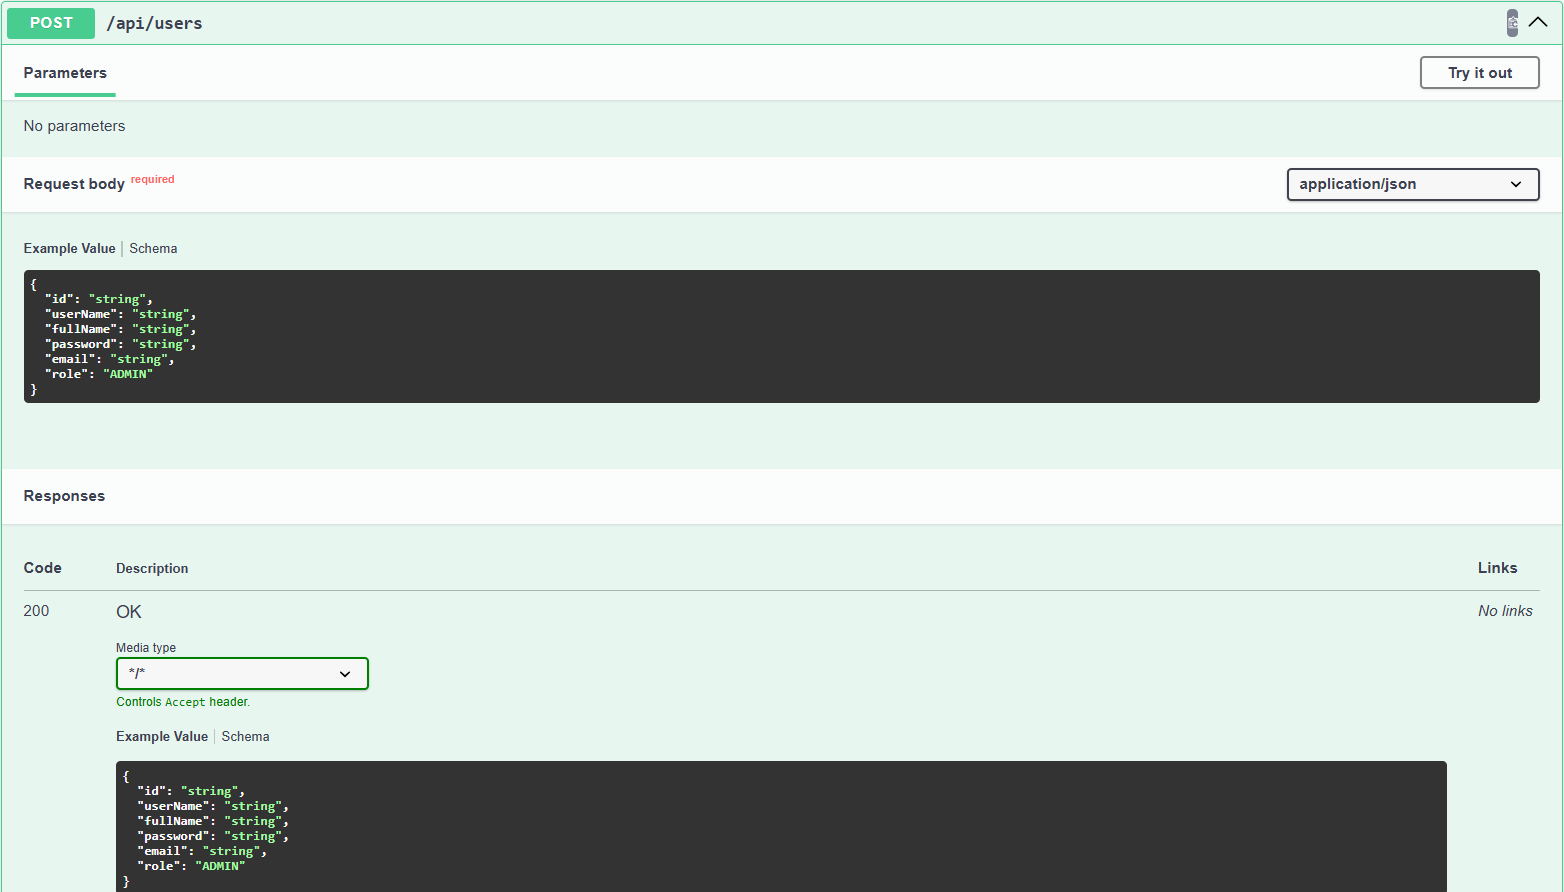 POST /api/users
Parameters
Try it out
No parameters
Request body required
application/json
Example Value | Schema
{
  "id": "string",
  "userName": "string",
  "fullName": "string",
  "password": "string",
  "email": "string",
  "role": "ADMIN"
}
Responses
Code Description Links
200 OK No links
Media type
*/*
Controls Accept header.
Example Value | Schema
{
  "id": "string",
  "userName": "string",
  "fullName": "string",
  "password": "string",
  "email": "string",
  "role": "ADMIN"
}